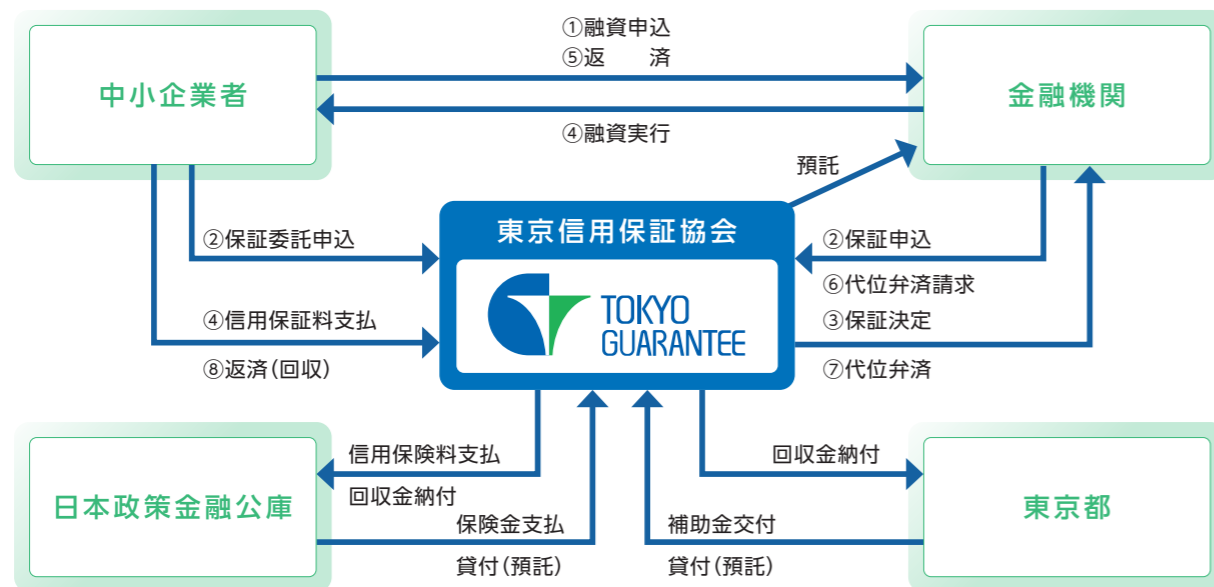 ①融資申込
⑤返　　済
中小企業者
金融機関
④融資実行
預託
東京信用保証協会
②保証委託申込
②保証申込
⑥代位弁済請求
TOKYO
GUARANTEE
④信用保証料支払
③保証決定
⑧返済(回収)
⑦代位弁済
信用保険料支払
回収金納付
回収金納付
日本政策金融公庫
東京都
保険金支払
補助金交付
貸付(預託)
貸付(預託)